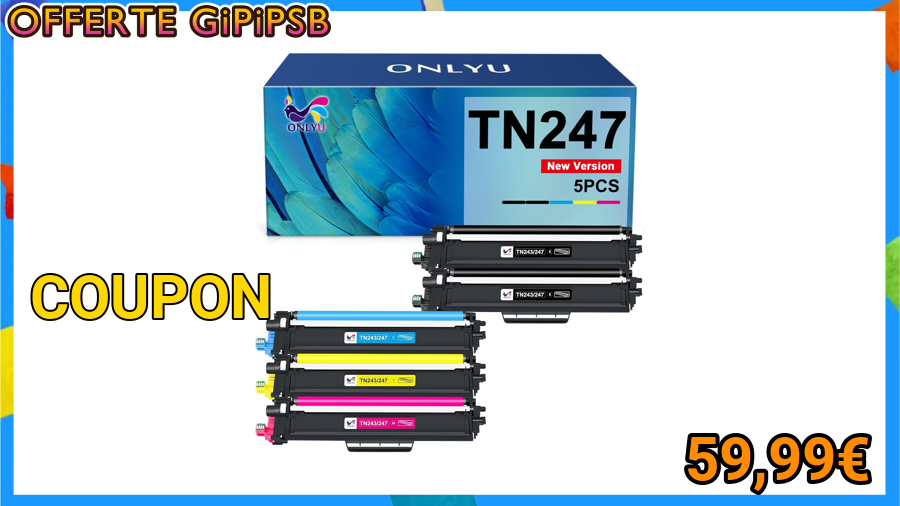 OFFERTE GiPiPSB
ONLYU
ONLYU
TN247
New Version
5PCS
TN243/247 K
TN243/247 K
COUPON
TN243/247 C
TN243/247
TN243/247 M
59,99€